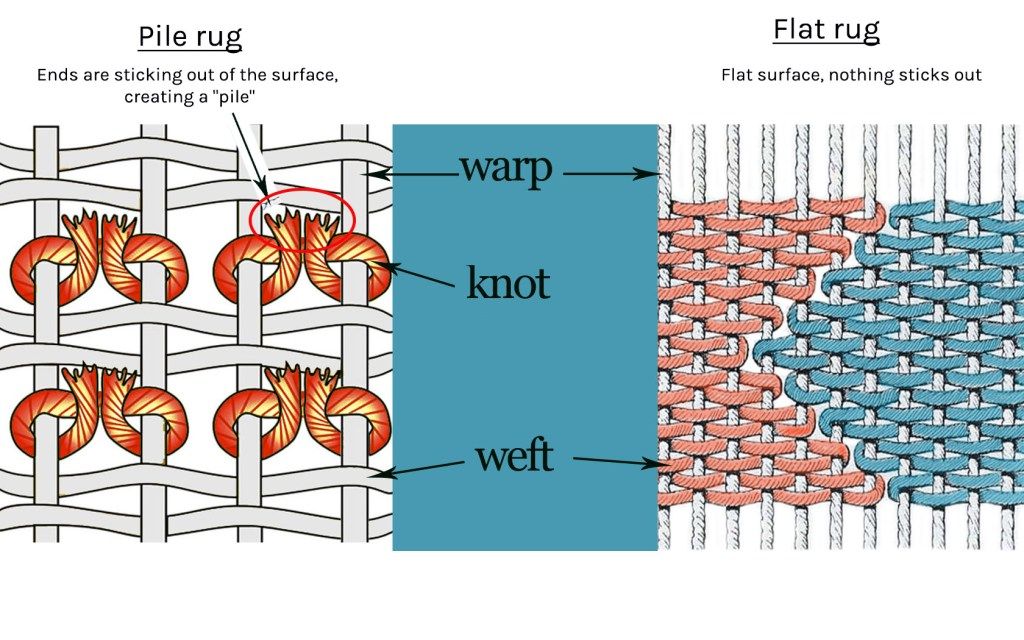 Pile rug
Ends are sticking out of the surface,
creating a "pile"
Flat rug
Flat surface, nothing sticks out
warp
knot
weft